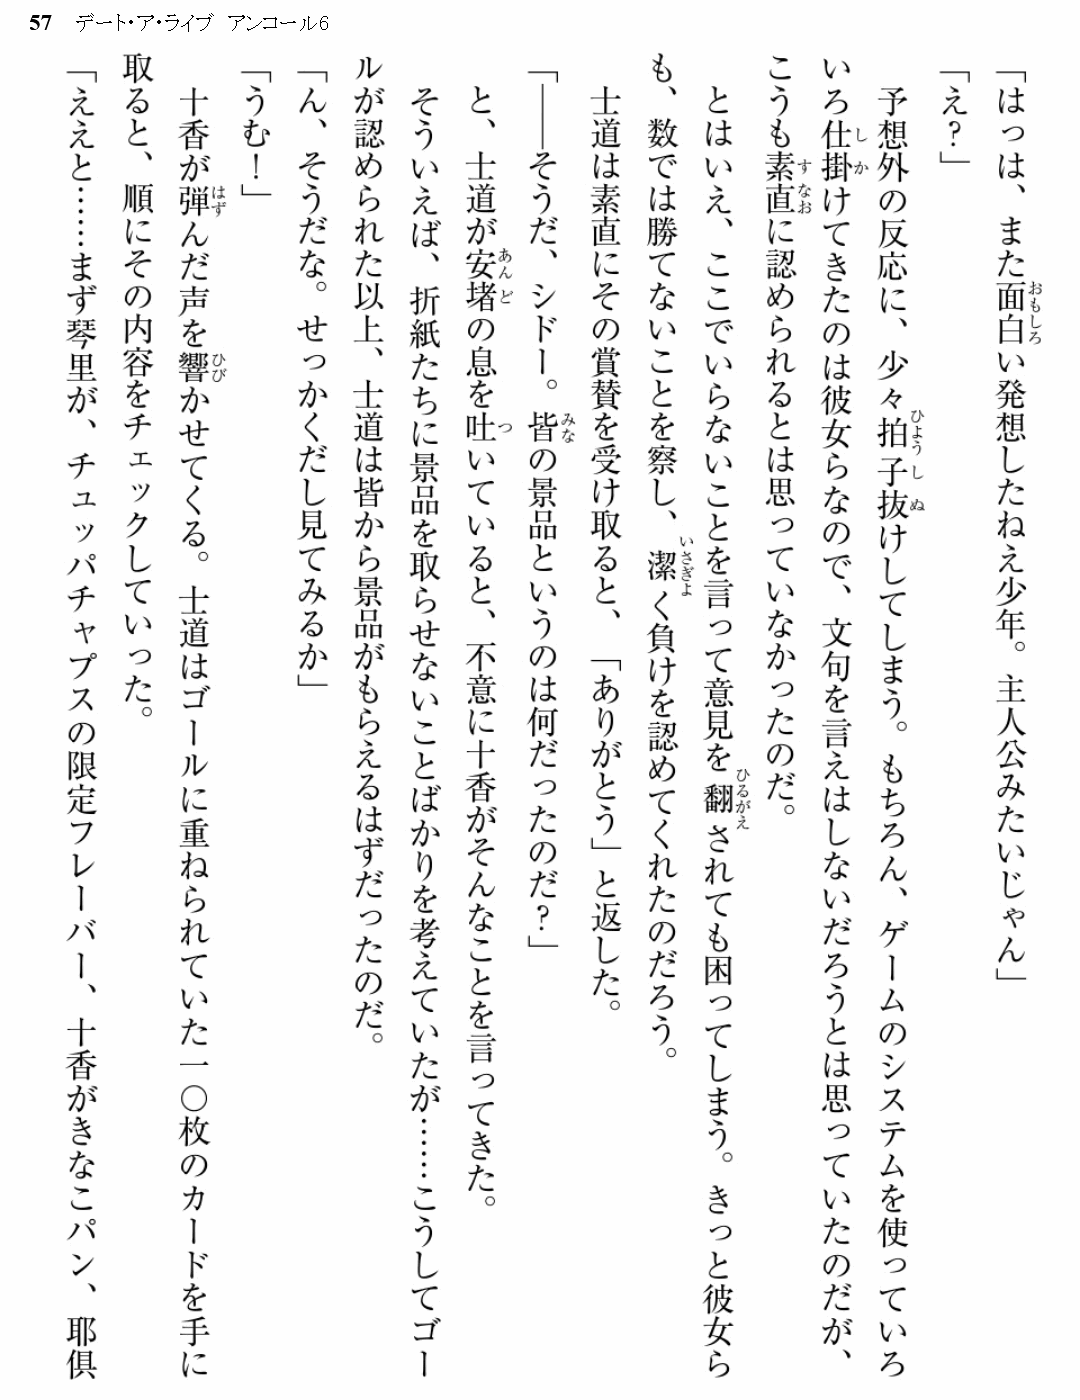 57 デート・ア・ライブ アンコール6
「はっは、また面白い発想したねえ少年。主人公みたいじゃん」
「え？」
予想外の反応に、少々拍子抜けしてしまう。もちろん、ゲームのシステムを使っていろ
いろ仕掛けてきたのは彼女らなので、文句を言えはしないだろうとは思っていたのだが、
こうも素直に認められるとは思っていなかったのだ。
とはいえ、ここでいらないことを言って意見を翻されても困ってしまう。きっと彼女ら
も、数では勝てないことを察し、潔く負けを認めてくれたのだろう。
士道は素直にその賞賛を受け取ると、「ありがとう」と返した。
「――そうだ、シドー。皆の景品というのは何だったのだ？」
と、士道が安堵の息を吐いていると、不意に十香がそんなことを言ってきた。
そういえば、折紙たちに景品を取らせないことばかりを考えていたが……こうしてゴー
ルが認められた以上、士道は皆から景品がもらえるはずだったのだ。
「ん、そうだな。せっかくだし見てみるか」
「うむ！」
十香が弾んだ声を響かせてくる。士道はゴールに重ねられていた一〇枚のカードを手に
取ると、順にその内容をチェックしていった。
「ええと……まず琴里が、チュッパチャプスの限定フレーバー、十香がきなこパン、耶倶